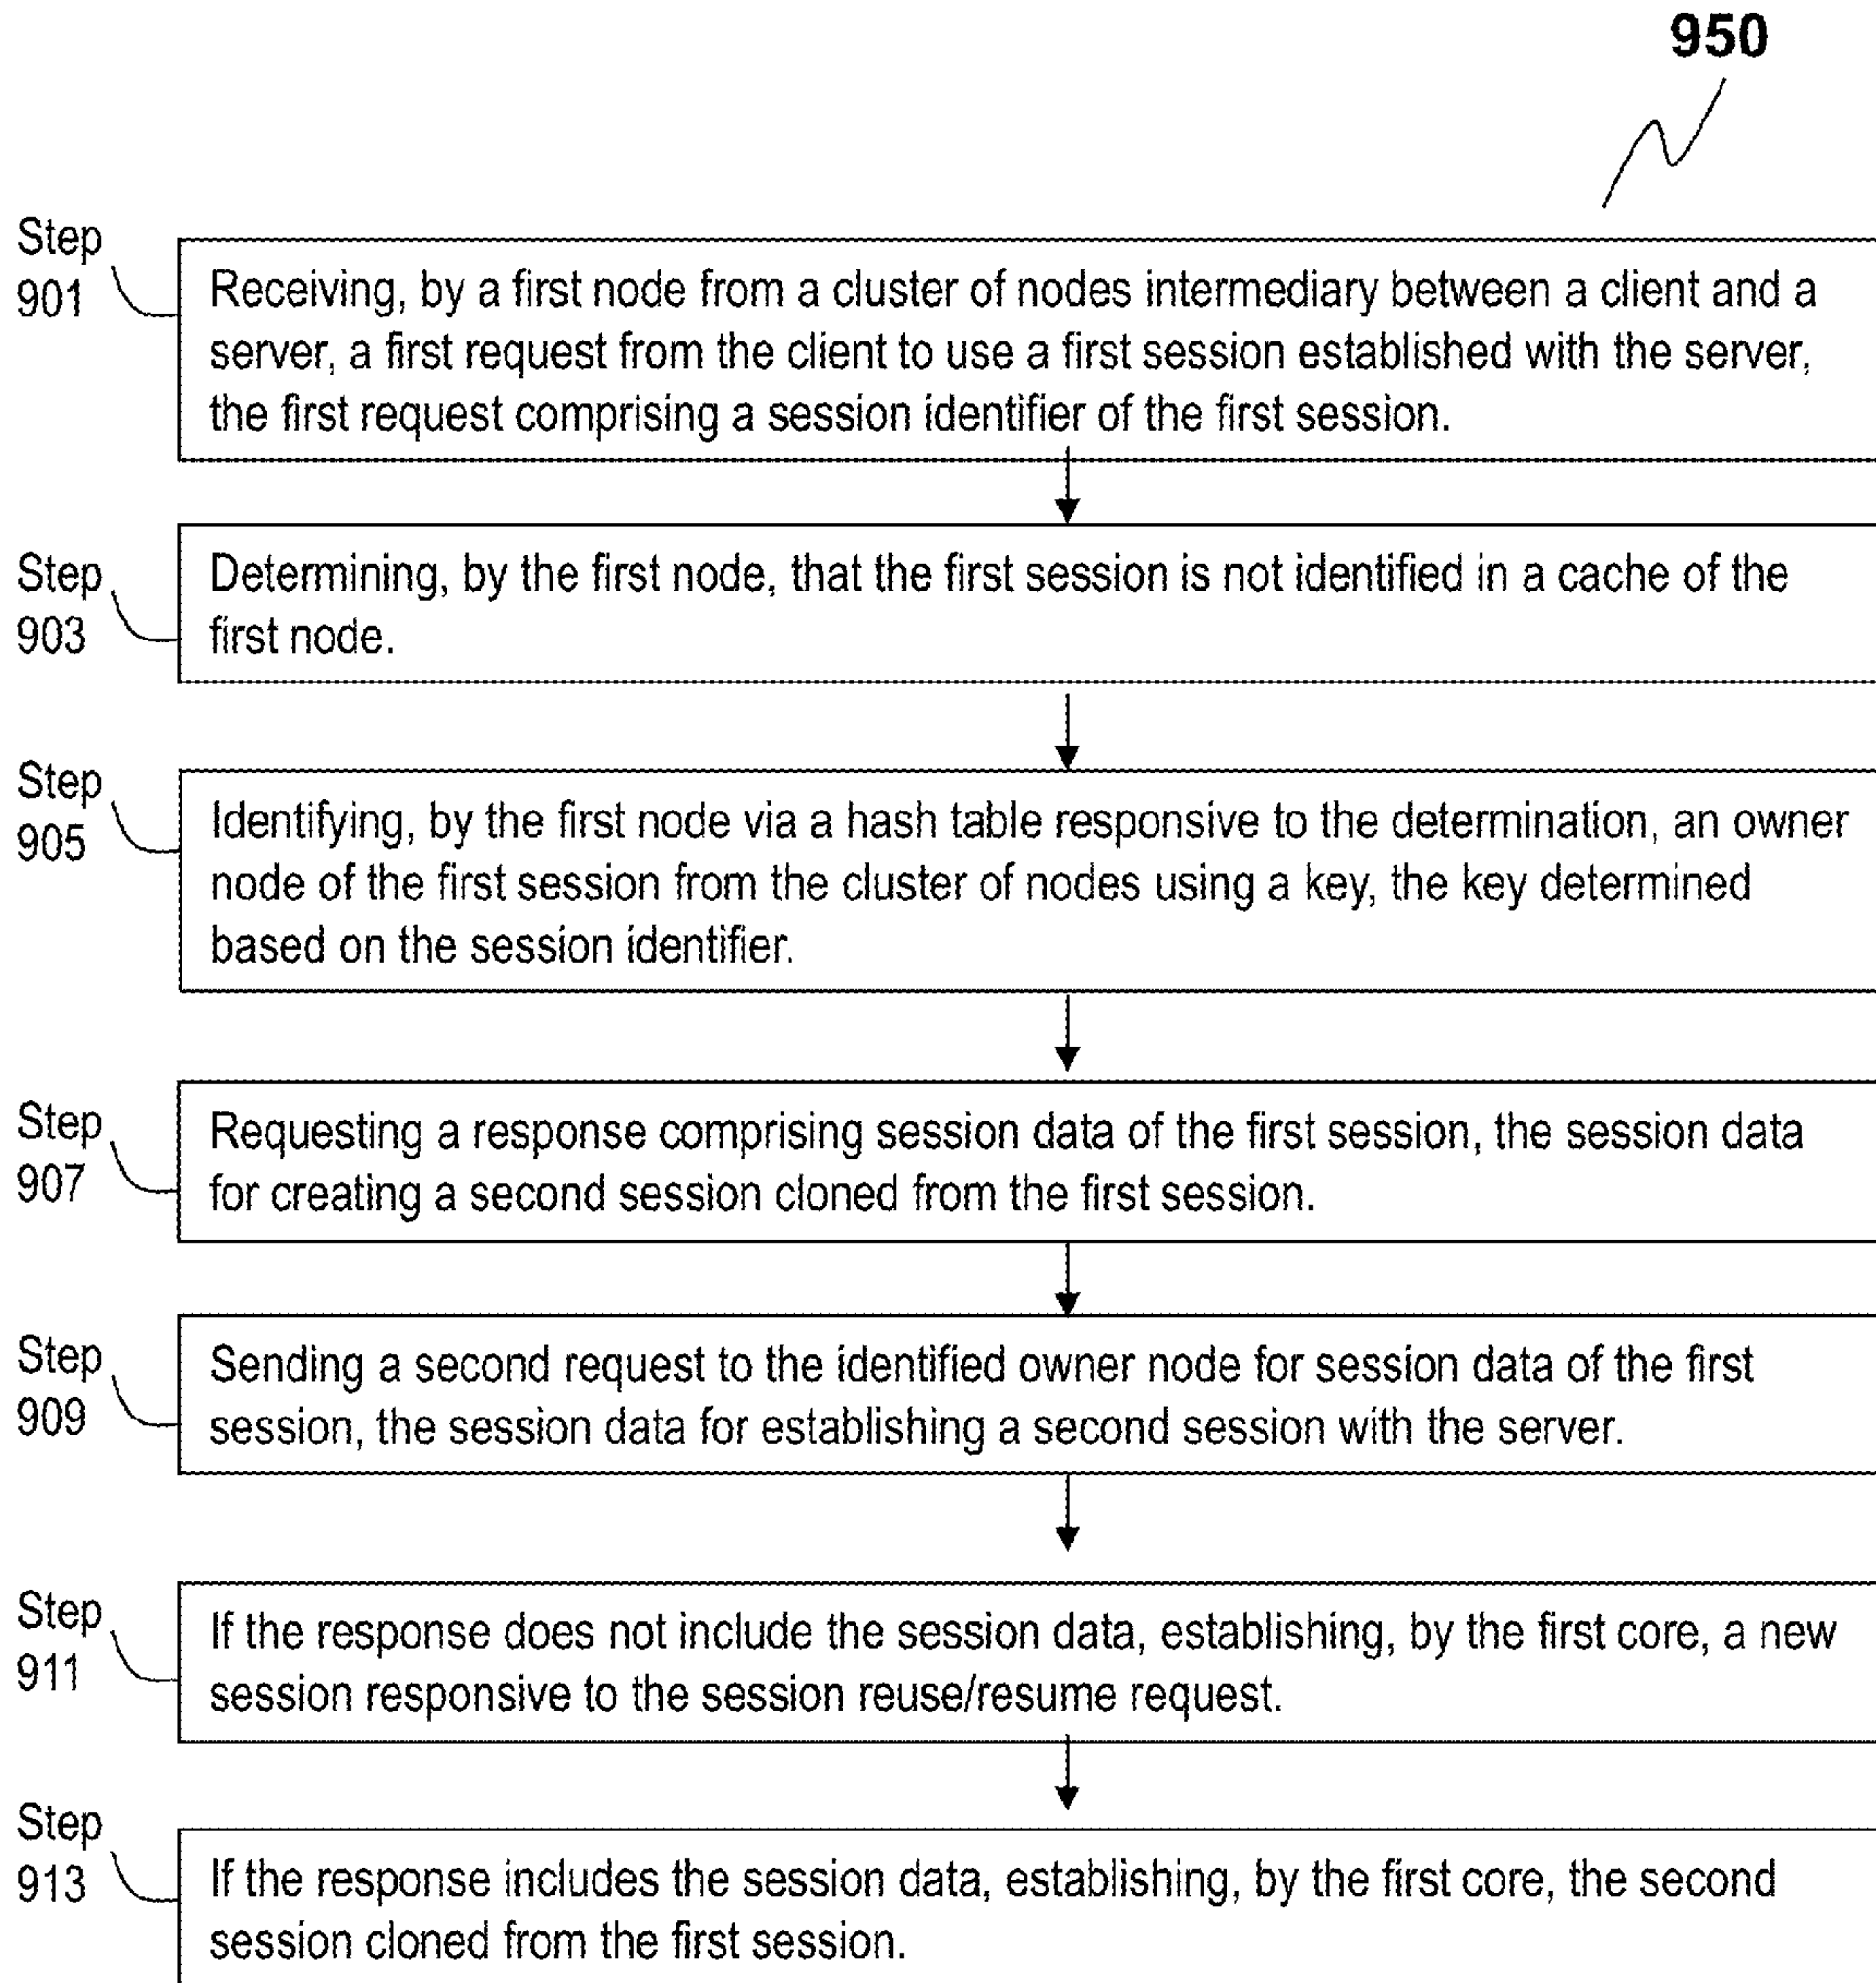 950
Step
901
Receiving, by a first node from a cluster of nodes intermediary between a client and a
server, a first request from the client to use a first session established with the server,
the first request comprising a session identifier of the first session.
Step
903
Determining, by the first node, that the first session is not identified in a cache of the
first node.
Step
905
Identifying, by the first node via a hash table responsive to the determination, an owner
node of the first session from the cluster of nodes using a key, the key determined
based on the session identifier.
Step
907
Requesting a response comprising session data of the first session, the session data
for creating a second session cloned from the first session.
Step
909
Sending a second request to the identified owner node for session data of the first
session, the session data for establishing a second session with the server.
Step
911
If the response does not include the session data, establishing, by the first core, a new
session responsive to the session reuse/resume request.
Step
913
If the response includes the session data, establishing, by the first core, the second
session cloned from the first session.